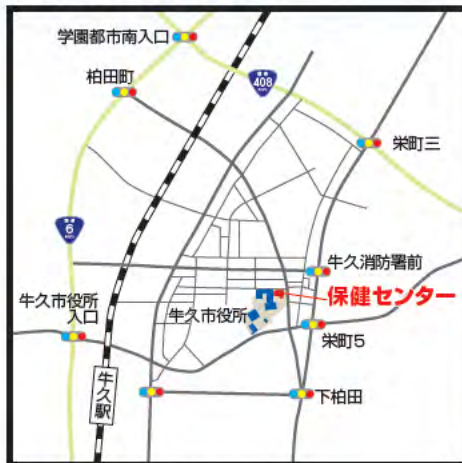 学園都市南入口
柏田町
408
栄町三
6
牛久消防署前
保健センター
牛久市役所
牛久市役所
入口
栄町5
牛久駅
下柏田